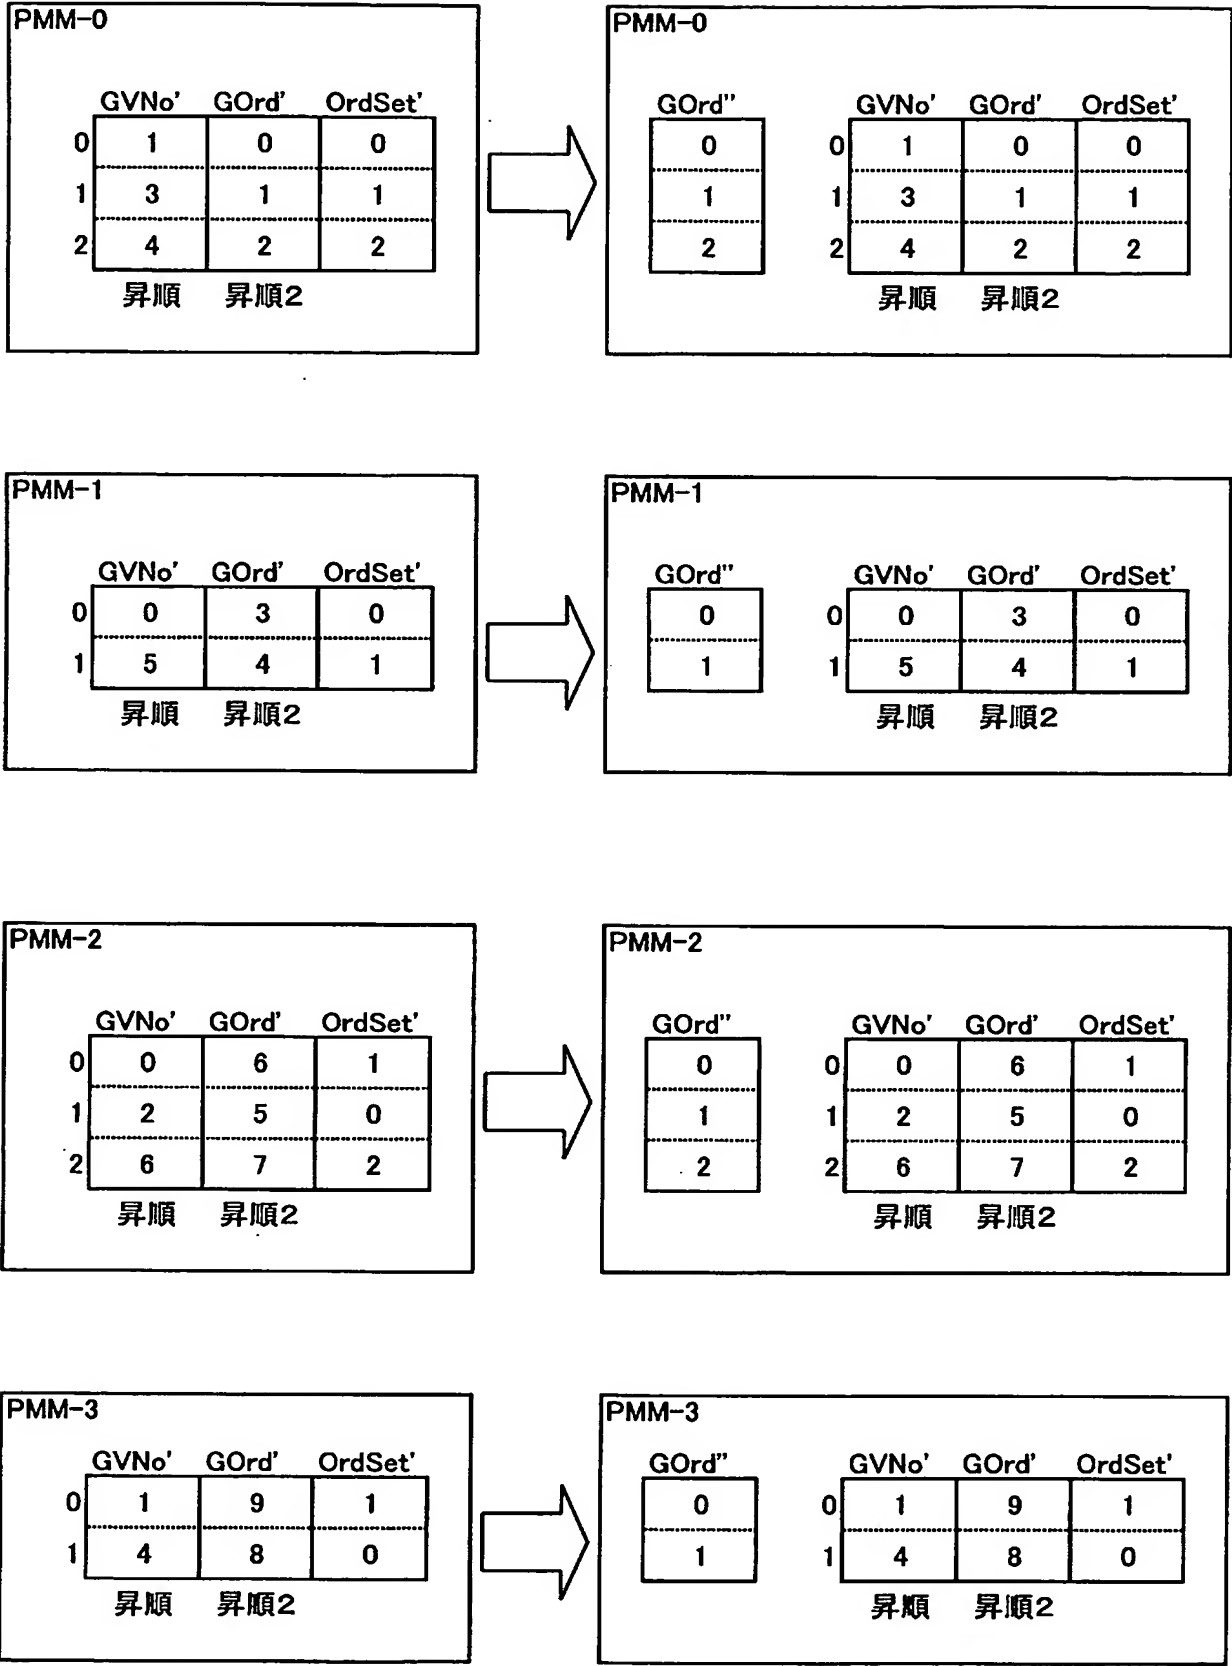 PMM-0
GVNo' GOrd' OrdSet'
0 1 0 0
1 3 1 1
2 4 2 2
昇順 昇順2
PMM-0
GOrd" GVNo' GOrd' OrdSet'
0 0 1 0 0
1 1 3 1 1
2 2 4 2 2
昇順 昇順2
PMM-1
GVNo' GOrd' OrdSet'
0 0 3 0
1 5 4 1
昇順 昇順2
PMM-1
GOrd" GVNo' GOrd' OrdSet'
0 0 0 3 0
1 1 5 4 1
昇順 昇順2
PMM-2
GVNo' GOrd' OrdSet'
0 0 6 1
1 2 5 0
2 6 7 2
昇順 昇順2
PMM-2
GOrd" GVNo' GOrd' OrdSet'
0 0 0 6 1
1 1 2 5 0
2 2 6 7 2
昇順 昇順2
PMM-3
GVNo' GOrd' OrdSet'
0 1 9 1
1 4 8 0
昇順 昇順2
PMM-3
GOrd" GVNo' GOrd' OrdSet'
0 0 1 9 1
1 1 4 8 0
昇順 昇順2